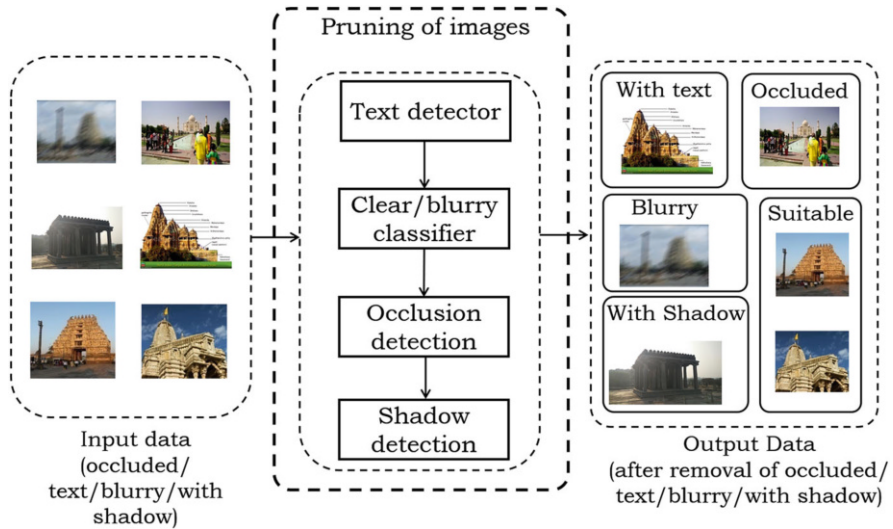 Pruning of images
Text detector
Clear/blurry
classifier
Occlusion
detection
Shadow
detection
Input data
(occluded/
text/blurry/with
shadow)
With text
Occluded
Blurry
Suitable
With Shadow
Output Data
(after removal of occluded/
text/blurry/with shadow)